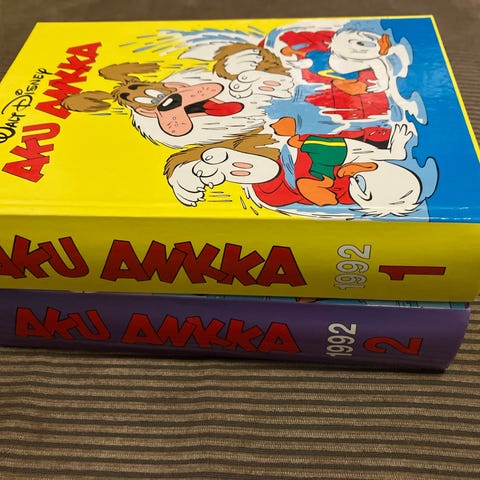 WALT DISNEY
AKU ANKKA
AKU ANKKA 1992 1
AKU ANKKA 1992 2